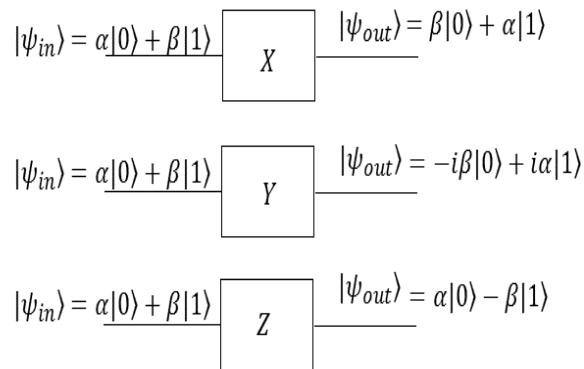 |ψ_in⟩ = α|0⟩ + β|1⟩ X |ψ_out⟩ = β|0⟩ + α|1⟩
|ψ_in⟩ = α|0⟩ + β|1⟩ Y |ψ_out⟩ = −iβ|0⟩ + iα|1⟩
|ψ_in⟩ = α|0⟩ + β|1⟩ Z |ψ_out⟩ = α|0⟩ − β|1⟩